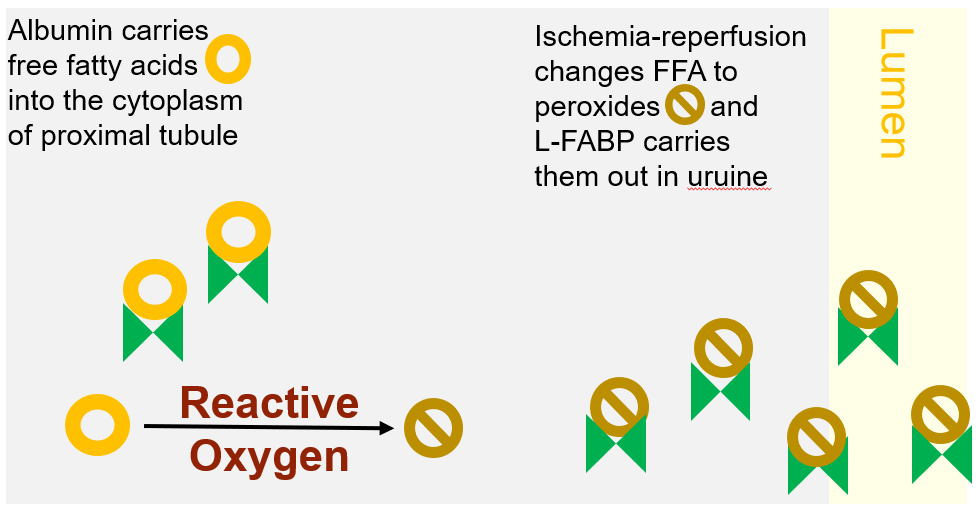 Albumin carries
free fatty acids
into the cytoplasm
of proximal tubule
Ischemia-reperfusion
changes FFA to
peroxides and
L-FABP carries
them out in uruine
Lumen
Reactive
Oxygen